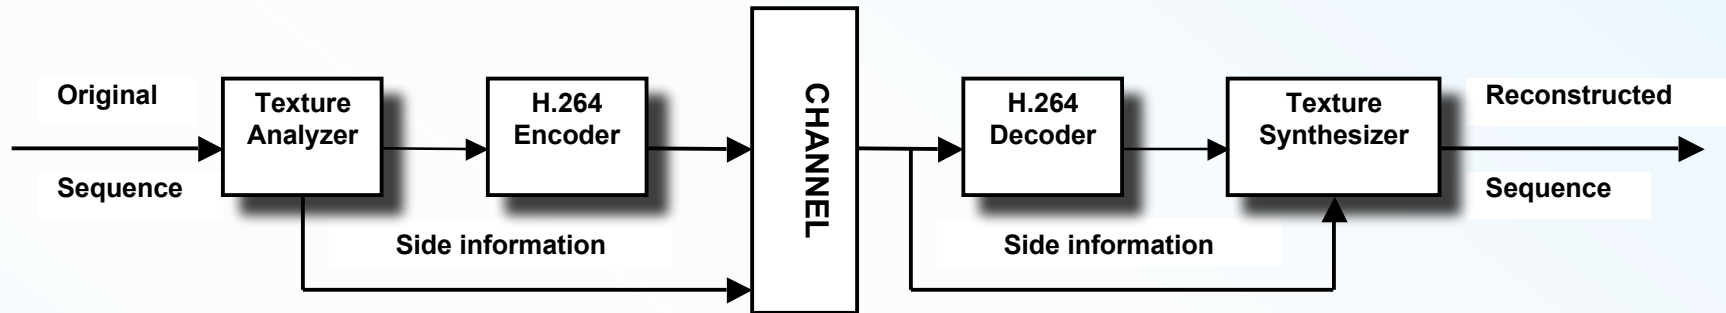 Original
Sequence
Texture
Analyzer
H.264
Encoder
Side information
CHANNEL
H.264
Decoder
Side information
Texture
Synthesizer
Reconstructed
Sequence